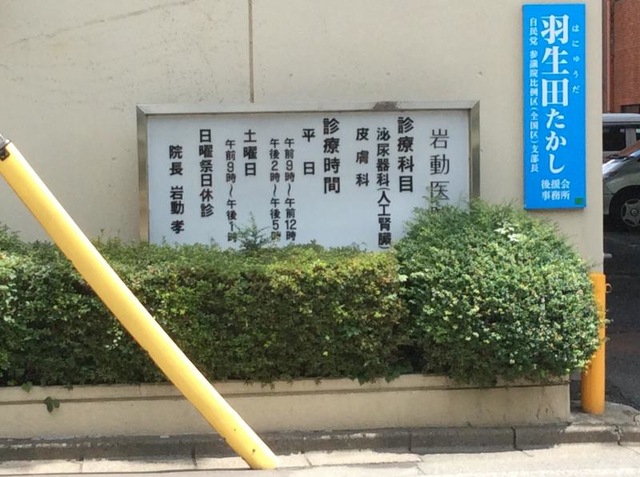 岩動医
診療科目
泌尿器科(人工腎臓
皮膚科
診療時間
平日
午前9時～午前12時
午後2時～午後5時
土曜日
午前9時～午後1時
日曜祭日休診
院長 岩動孝
はにゅうだ
羽生田たかし
自民党 参議院比例区(全国区)支部長
後援会
事務所